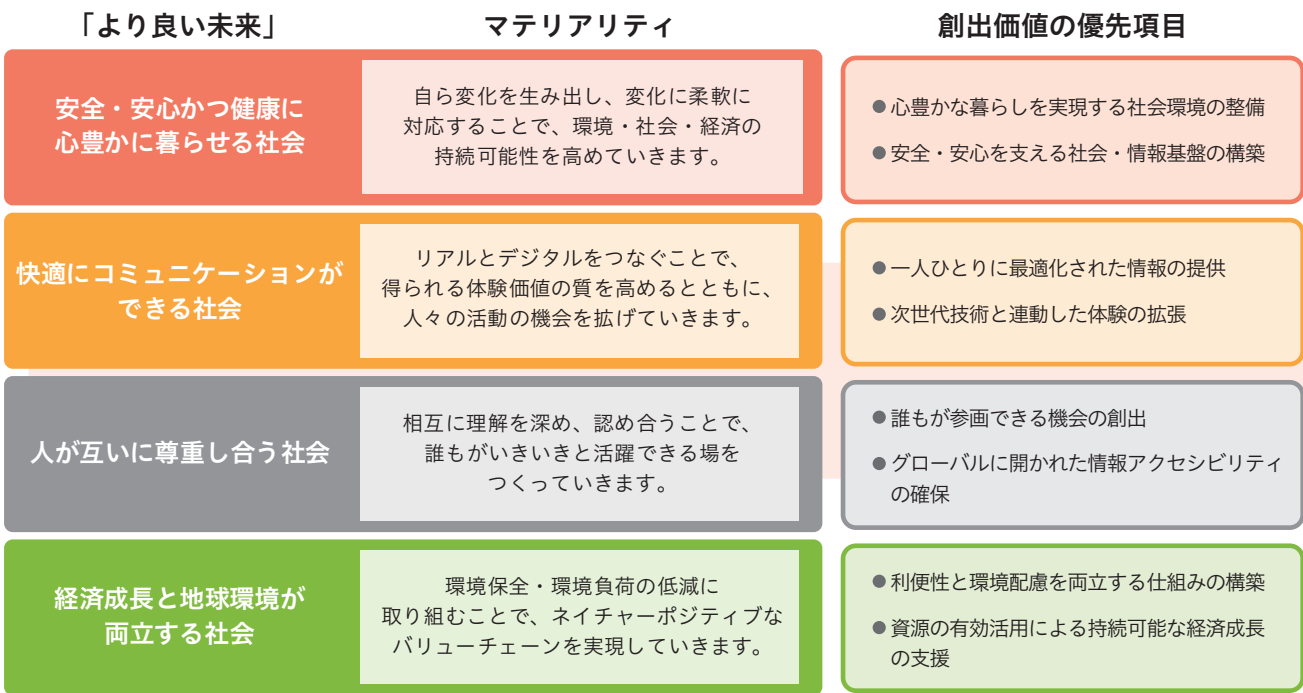 「より良い未来」
マテリアリティ
創出価値の優先項目
安全・安心かつ健康に
心豊かに暮らせる社会
自ら変化を生み出し、変化に柔軟に
対応することで、環境・社会・経済の
持続可能性を高めていきます。
●心豊かな暮らしを実現する社会環境の整備
●安全・安心を支える社会・情報基盤の構築
快適にコミュニケーションが
できる社会
リアルとデジタルをつなぐことで、
得られる体験価値の質を高めるとともに、
人々の活動の機会を拡げていきます。
●一人ひとりに最適化された情報の提供
●次世代技術と連動した体験の拡張
人が互いに尊重し合う社会
相互に理解を深め、認め合うことで、
誰もがいきいきと活躍できる場を
つくっていきます。
●誰もが参画できる機会の創出
●グローバルに開かれた情報アクセシビリティ
の確保
経済成長と地球環境が
両立する社会
環境保全・環境負荷の低減に
取り組むことで、ネイチャーポジティブな
バリューチェーンを実現していきます。
●利便性と環境配慮を両立する仕組みの構築
●資源の有効活用による持続可能な経済成長
の支援